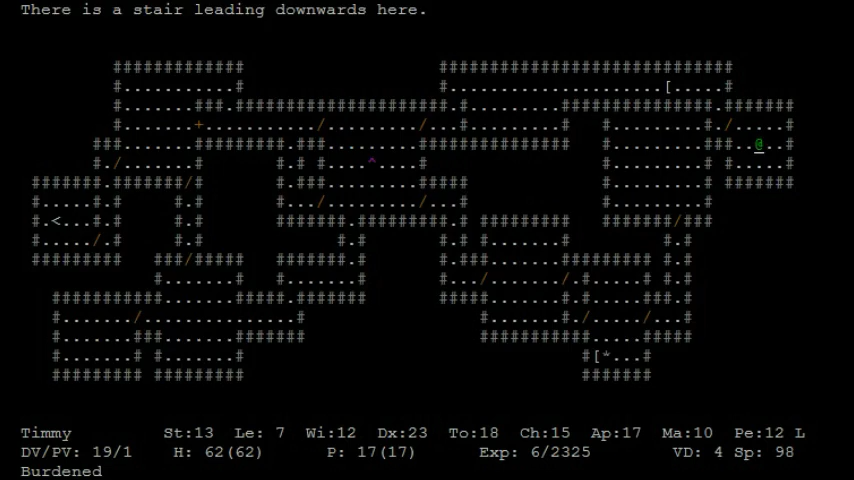 There is a stair leading downwards here.
Timmy St:13 Le: 7 Wi:12 Dx:23 To:18 Ch:15 Ap:17 Ma:10 Pe:12 L
DV/PV: 19/1 H: 62(62) P: 17(17) Exp: 6/2325 VD: 4 Sp: 98
Burdened